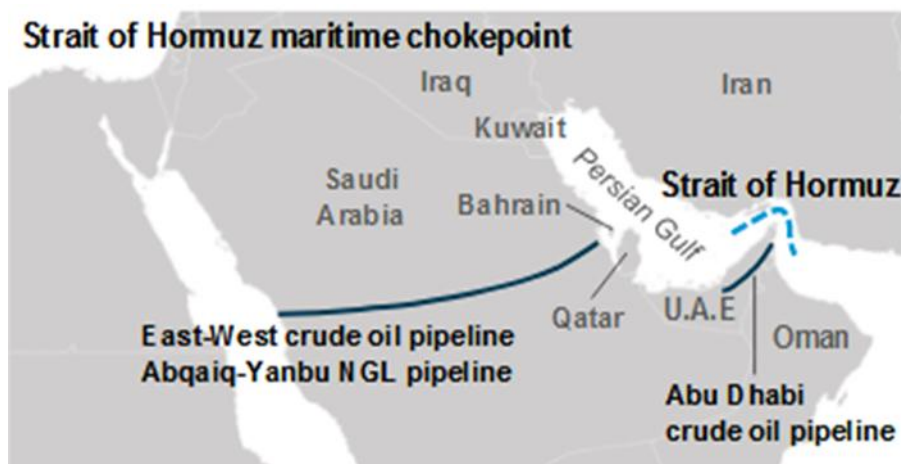 Strait of Hormuz maritime chokepoint
Iraq
Iran
Kuwait
Persian Gulf
Strait of Hormuz
Saudi
Arabia
Bahrain
Qatar
U.A.E
Oman
East-West crude oil pipeline
Abqaiq-Yanbu NGL pipeline
Abu Dhabi
crude oil pipeline